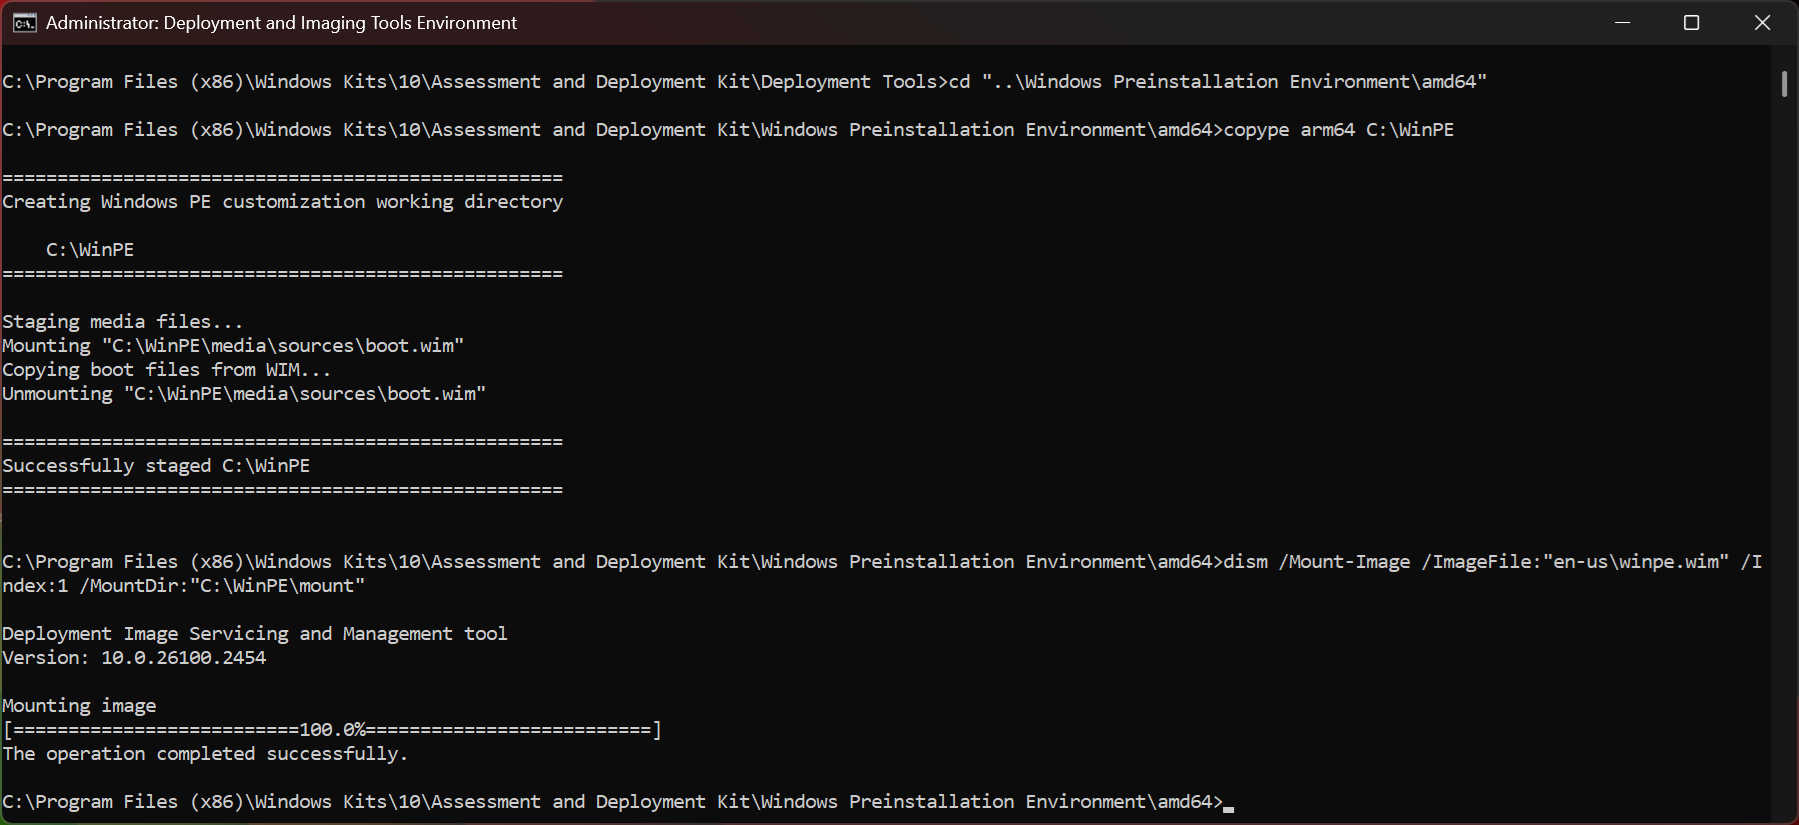 Administrator: Deployment and Imaging Tools Environment
C:\Program Files (x86)\Windows Kits\10\Assessment and Deployment Kit\Deployment Tools>cd "..\Windows Preinstallation Environment\amd64"
C:\Program Files (x86)\Windows Kits\10\Assessment and Deployment Kit\Windows Preinstallation Environment\amd64>copype arm64 C:\WinPE
===================================================
Creating Windows PE customization working directory
C:\WinPE
===================================================
Staging media files...
Mounting "C:\WinPE\media\sources\boot.wim"
Copying boot files from WIM...
Unmounting "C:\WinPE\media\sources\boot.wim"
===================================================
Successfully staged C:\WinPE
===================================================
C:\Program Files (x86)\Windows Kits\10\Assessment and Deployment Kit\Windows Preinstallation Environment\amd64>dism /Mount-Image /ImageFile:"en-us\winpe.wim" /I
ndex:1 /MountDir:"C:\WinPE\mount"
Deployment Image Servicing and Management tool
Version: 10.0.26100.2454
Mounting image
[==========================100.0%==========================]
The operation completed successfully.
C:\Program Files (x86)\Windows Kits\10\Assessment and Deployment Kit\Windows Preinstallation Environment\amd64>